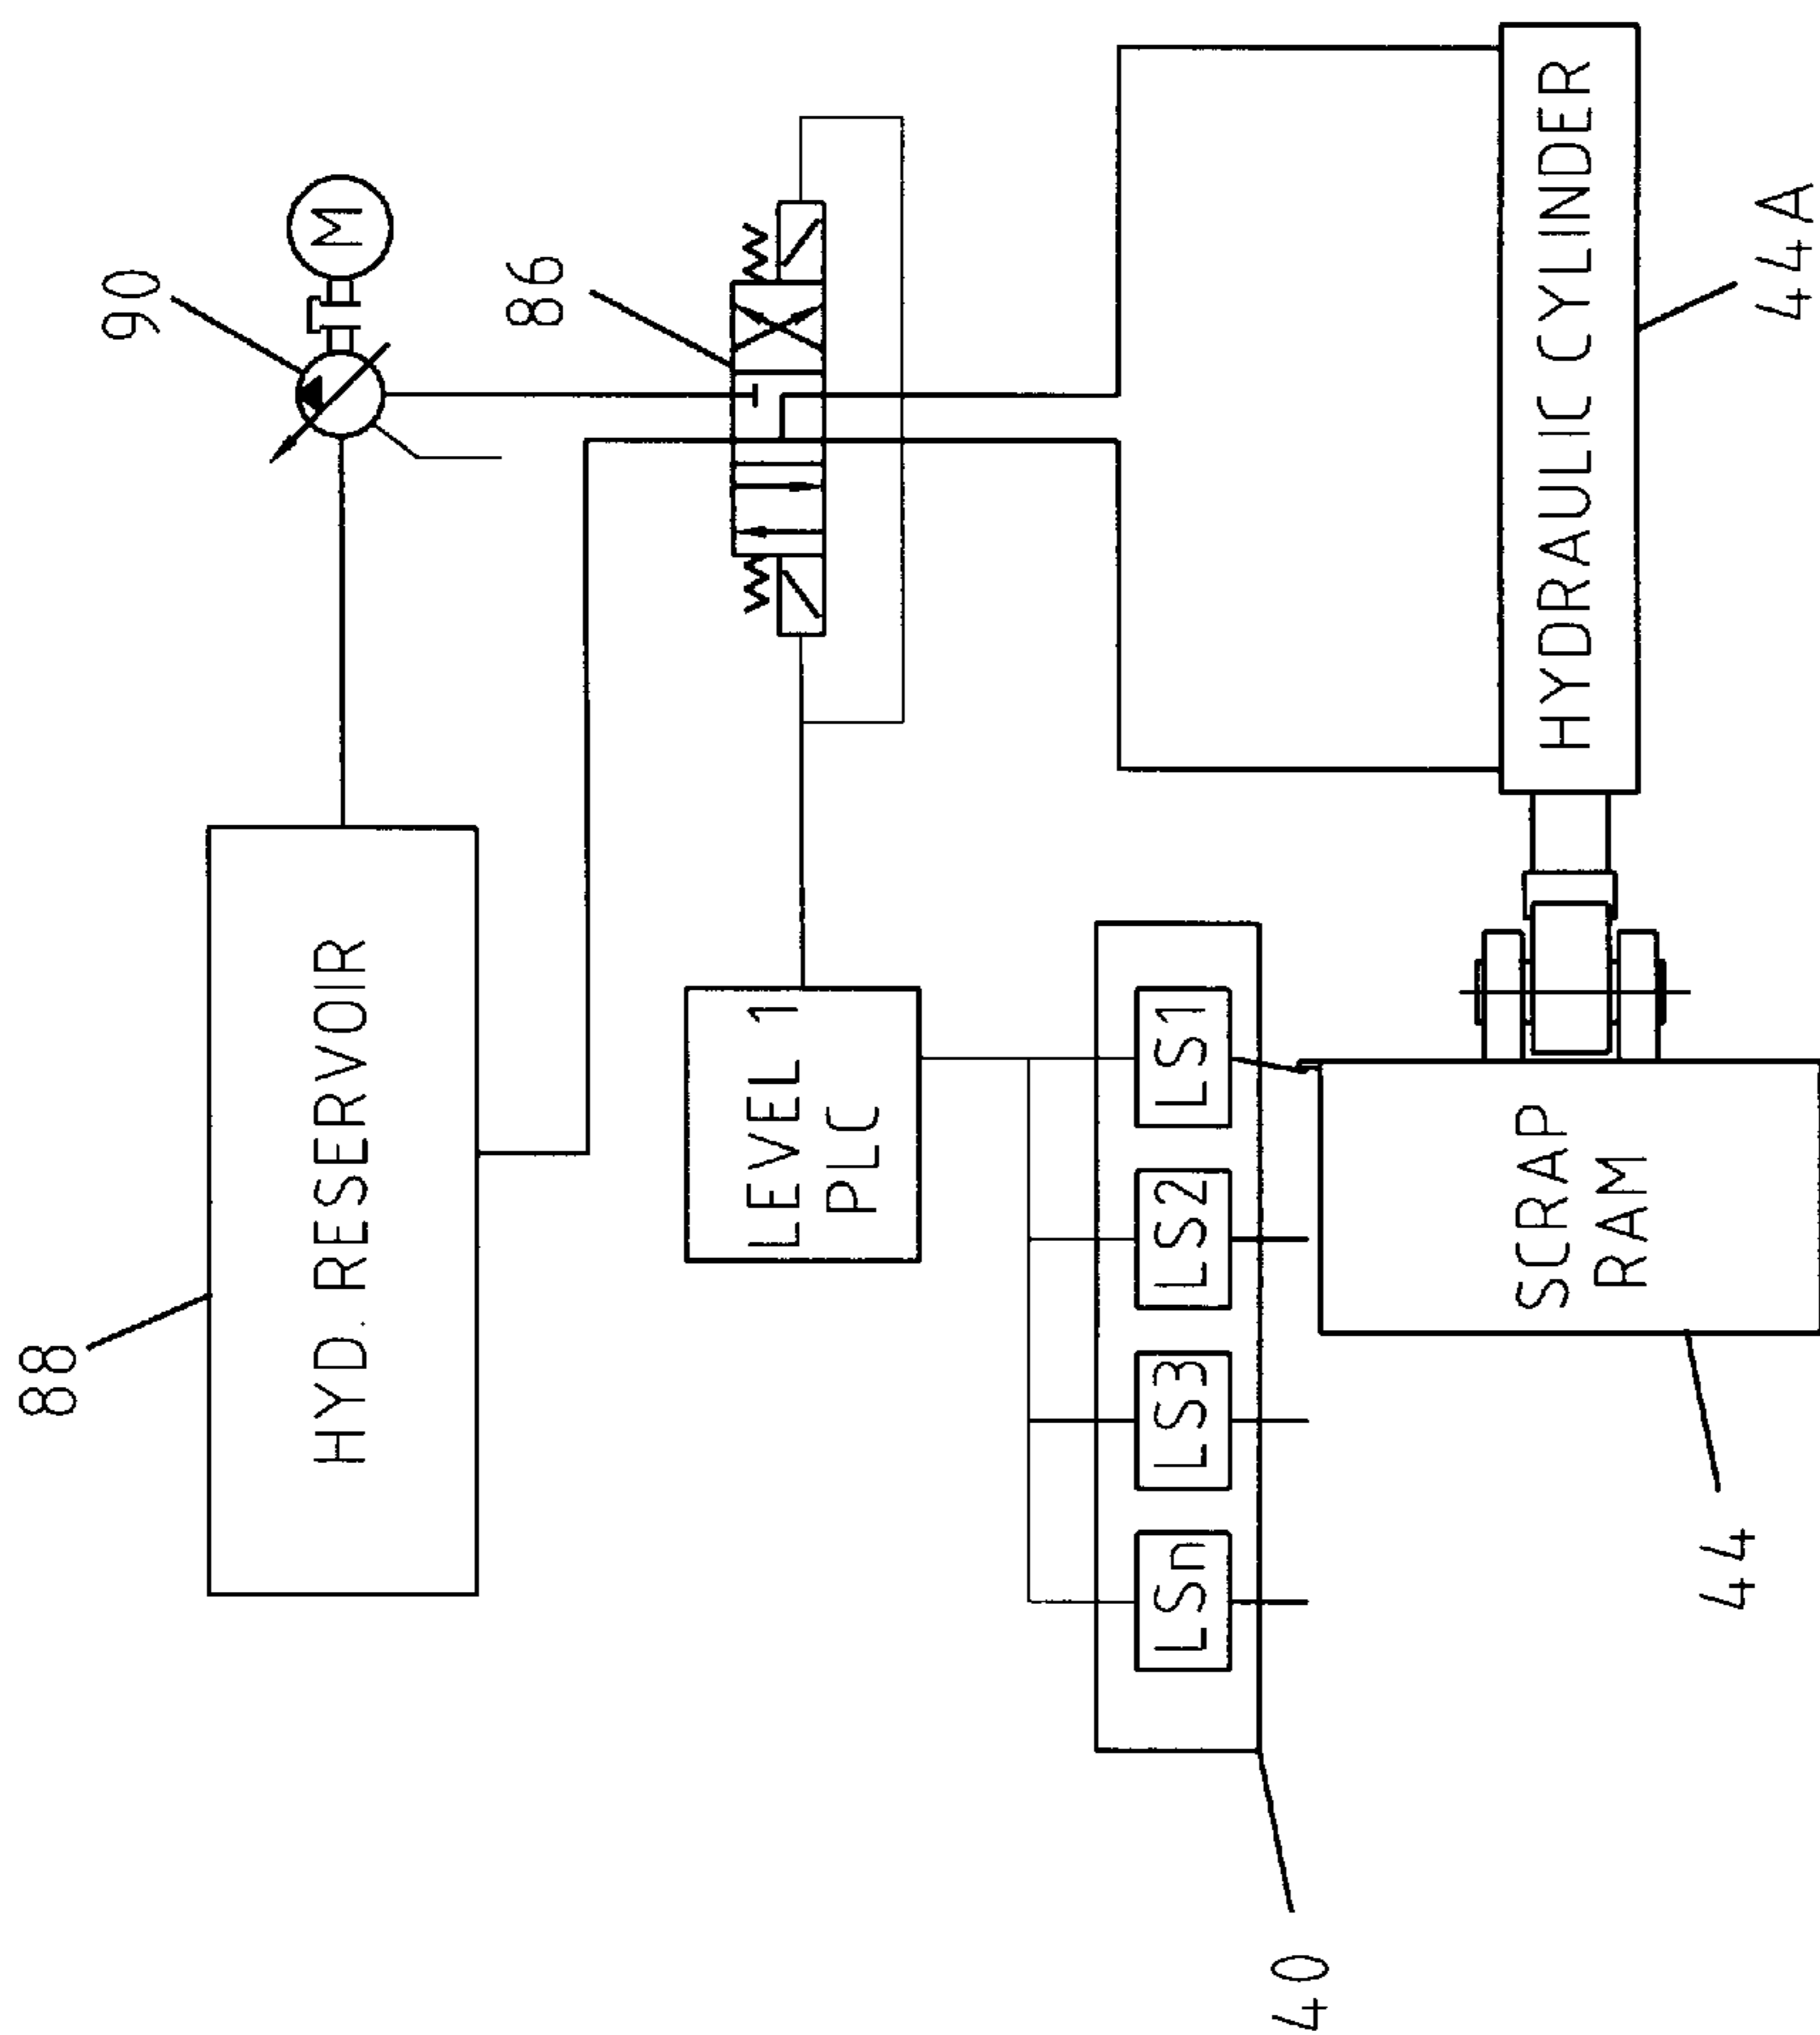 88
HYD. RESERVOIR
90
M
86
LEVEL 1
PLC
40
LSn
LS3
LS2
LS1
SCRAP
RAM
44
HYDRAULIC CYLINDER
44A